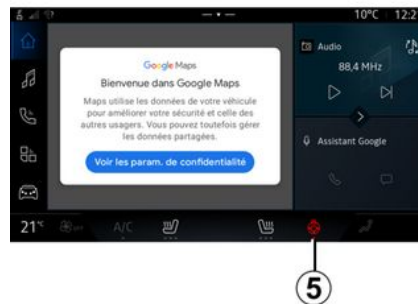 10°C 12:2
Google Maps
Bienvenue dans Google Maps
Maps utilise les données de votre véhicule
pour améliorer votre sécurité et celle des
autres usagers. Vous pouvez toutefois gérer
les données partagées.
Voir les param. de confidentialité
Audio
88,4 MHz
Assistant Google
21°c
OFF
A/C
5